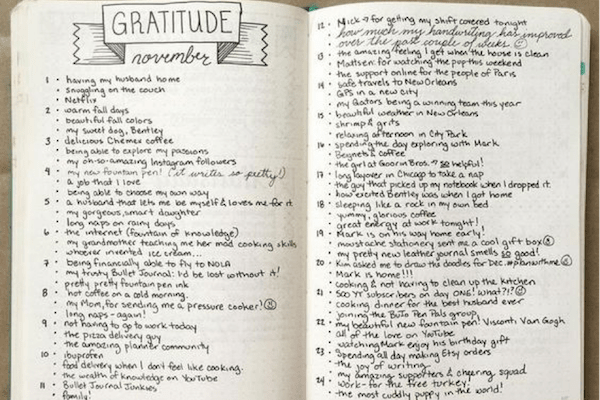 GRATITUDE
november
1 • having my husband home
• snuggling on the couch
• Netflix
2 • warm fall days
• beautiful fall colors
• my sweet dog, Bentley
3 • delicious Chemex coffee
• being able to explore my passions
• my oh-so-amazing Instagram followers
4 • my new fountain pen! (it writes so pretty!)
• a job that I love
• being able to choose my own way
5 • a husband that lets me be myself & loves me for it
• my gorgeous, smart daughter
• long naps on rainy days
6 • the internet (fountain of knowledge)
• my grandmother teaching me her mad cooking skills
• whoever invented ice cream...
7 • being financially able to fly to NOLA
• my trusty Bullet Journal: I'd be lost without it!
• pretty pretty fountain pen ink
8 • hot coffee on a cold morning.
• my Mom, for sending me a pressure cooker!
• long naps - again!
9 • not having to go to work today
• the pizza delivery guy
• the amazing planner community
10 • ibuprofen
• food delivery when I don't feel like cooking.
• the wealth of knowledge on YouTube
11 • Bullet Journal Junkies
• family!
12 • Mick → for getting my shift covered tonight
• how much my handwriting has improved
over the past couple of weeks
13 • the amazing feeling I get when the house is clean
• Mattsen: for watching the pup this weekend
• the support online for the people of Paris
14 • safe travels to New Orleans
• GPS in a new city
• my Gators being a winning team this year
15 • beautiful weather in New Orleans
• shrimp & grits
• relaxing afternoon in City Park
16 • spending the day exploring with Mark
• Beignets & coffee
• the girl at Goorin Bros. → so helpful!
17 • long layover in Chicago to take a nap
• the guy that picked up my notebook when I dropped it.
• how excited Bentley was when I got home
18 • sleeping like a rock in my own bed
• yummy, glorious coffee
• great energy at work tonight!
19 • Mark is on his way home early!
• moustache stationery sent me a cool gift box
• my pretty new leather journal smells so good!
20 • Kim asked me to draw the doodles for Dec. #planwithme
• Mark is home!!!
• cooking & not having to clean up the kitchen
21 • 500 YT subscribers on day ONE! what?!?
• cooking dinner for the best husband ever
• joining the BuJo Pen Pals group
22 • my beautiful new fountain pen! Visconti Van Gogh
• all of the love on YouTube
• watching Mark enjoy his birthday gift
23 • spending all day making Etsy orders
• the joy of writing
• my amazing supporters & cheering squad
24 • Work - for the free turkey!
• the most cuddly puppy in the world!